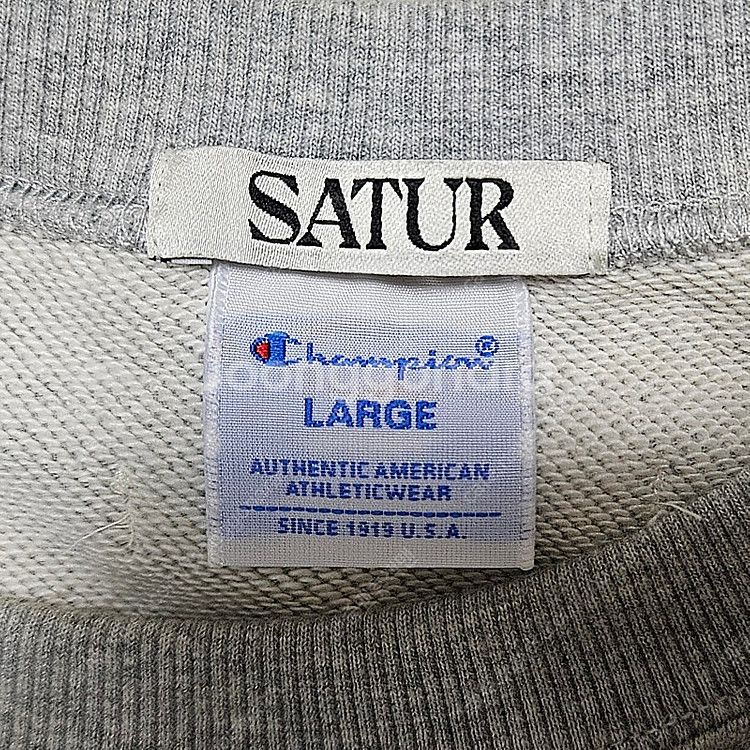 SATUR
Champion®
LARGE
AUTHENTIC AMERICAN
ATHLETICWEAR
SINCE 1919 U.S.A.